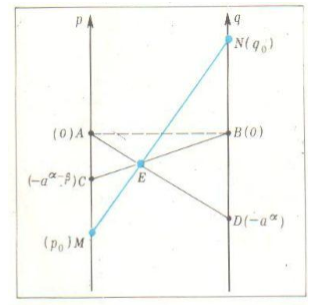 p q
N(q₀)
(0)A B(0)
E
(-a^{α-β})C
D(-a^α)
(p₀)M